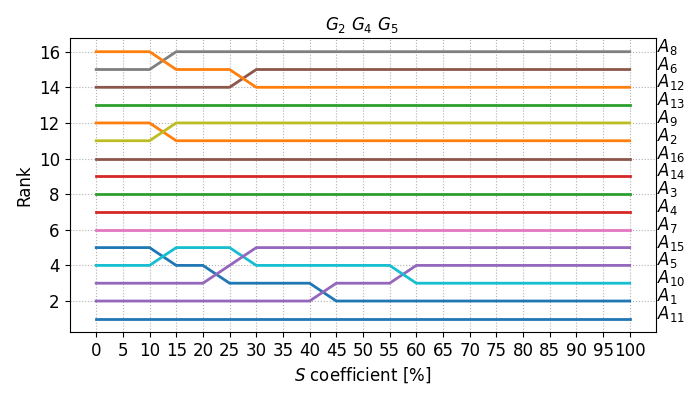 G₂ G₄ G₅
16
14
12
10
8
6
4
2
Rank
A₈
A₆
A₁₂
A₁₃
A₉
A₂
A₁₆
A₁₄
A₃
A₄
A₇
A₁₅
A₅
A₁₀
A₁
A₁₁
0 5 10 15 20 25 30 35 40 45 50 55 60 65 70 75 80 85 90 95 100
S coefficient [%]